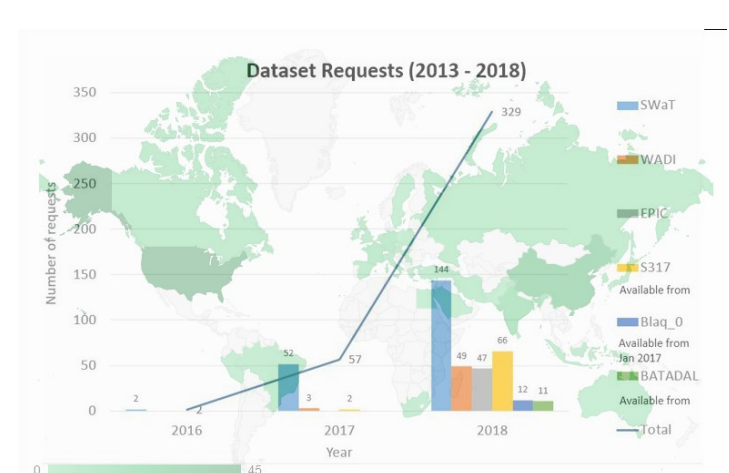 Dataset Requests (2013 - 2018)
350
300
250
200
150
100
50
0
Number of requests
2
2
52
3
2
57
144
49
47
66
12
11
329
2016
2017
2018
Year
SWaT
WADI
EPIC
S317
Available from
Blaq_0
Available from
Jan 2017
BATADAL
Available from
Total
0
45